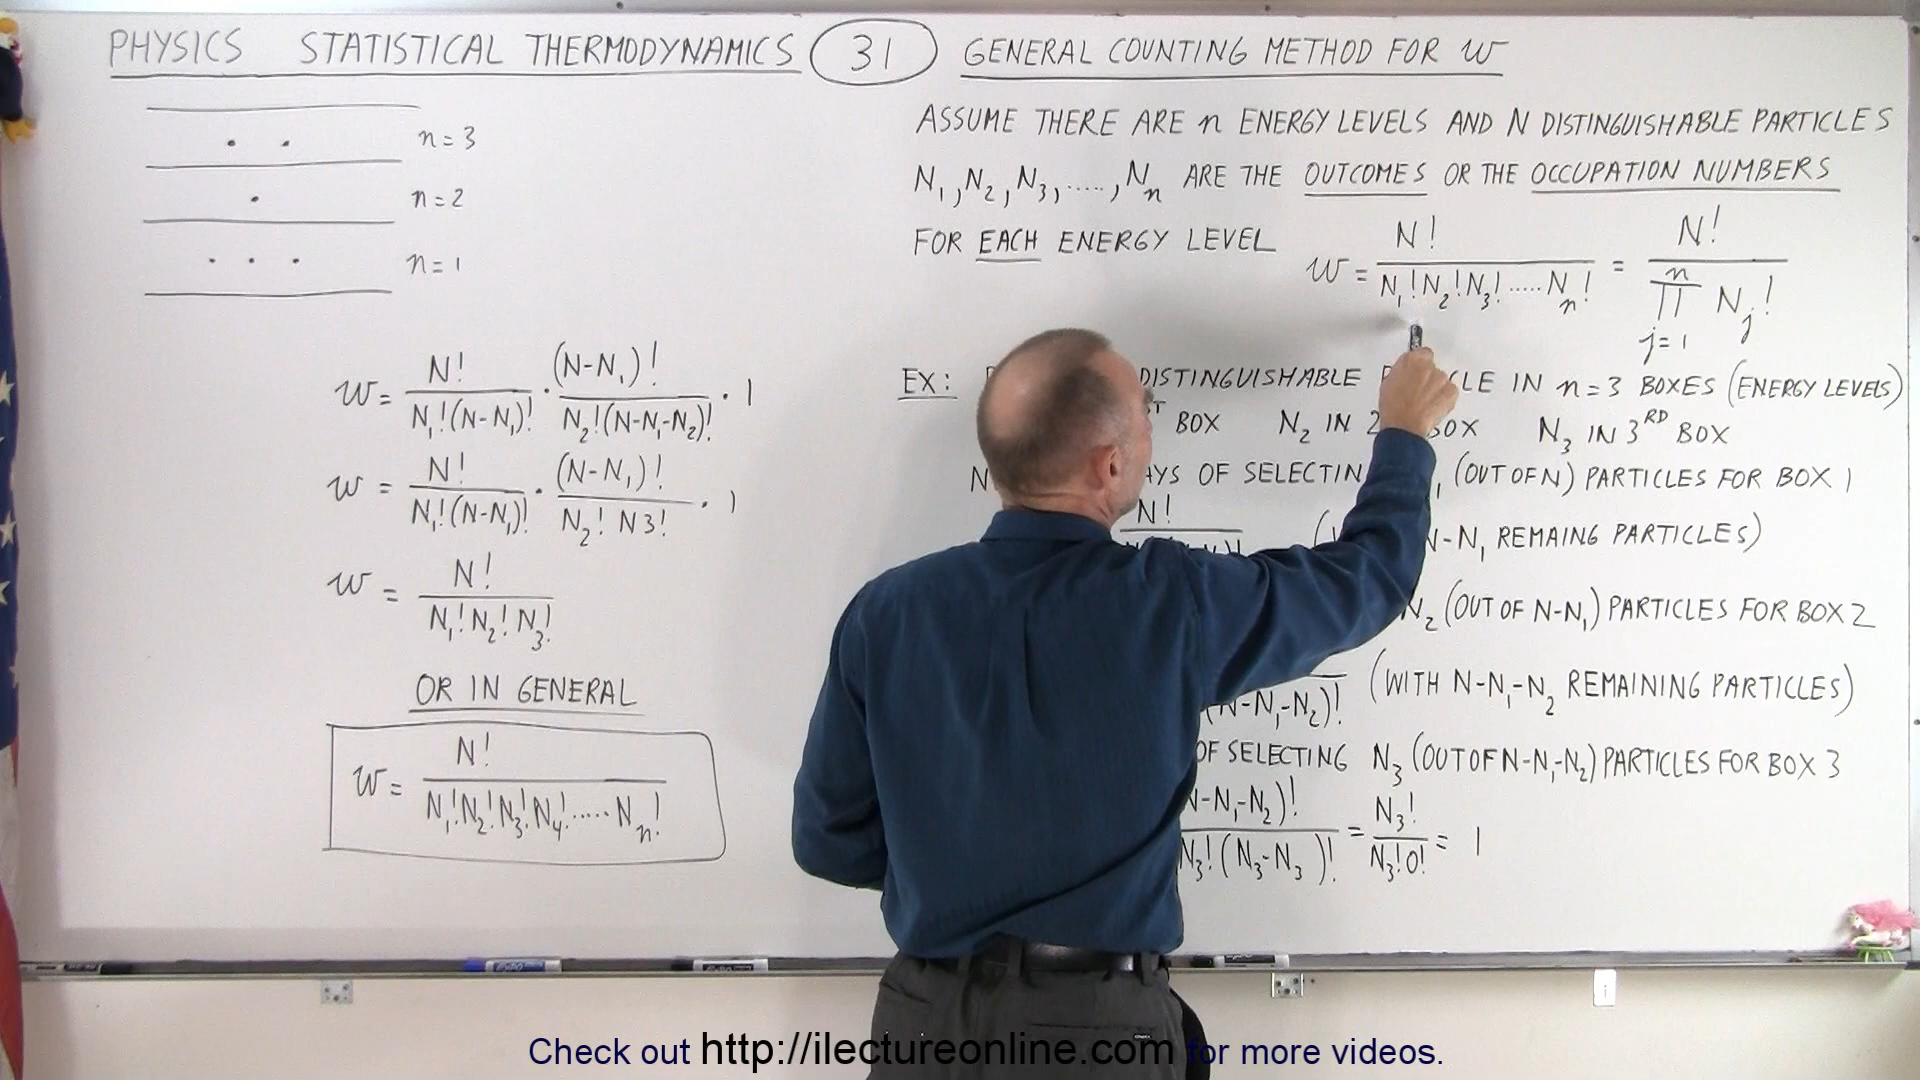 PHYSICS STATISTICAL THERMODYNAMICS 31 GENERAL COUNTING METHOD FOR W
n=3
n=2
n=1
W = N!/(N₁!(N-N₁)!) · (N-N₁)!/(N₂!(N-N₁-N₂)!) · 1
W = N!/(N₁!(N-N₁)!) · (N-N₁)!/(N₂! N3!) · 1
W = N!/(N₁! N₂! N₃!)
OR IN GENERAL
W = N!/(N₁! N₂! N₃! N₄! ····· Nₙ!)
ASSUME THERE ARE n ENERGY LEVELS AND N DISTINGUISHABLE PARTICLES
N₁, N₂, N₃, ....., Nₙ ARE THE OUTCOMES OR THE OCCUPATION NUMBERS
FOR EACH ENERGY LEVEL
W = N!/(N₁! N₂! N₃! ····· Nₙ!) = N!/(∏ⁿⱼ₌₁ Nⱼ!)
EX: DISTINGUISHABLE IN n=3 BOXES (ENERGY LEVELS)
BOX N₂ IN BOX N₃ IN 3RD BOX
OF (OUT OF N) PARTICLES FOR BOX 1
N!
N-N₁ REMAING PARTICLES)
N₂ (OUT OF N-N₁) PARTICLES FOR BOX 2
-N₁-N₂)! (WITH N-N₁-N₂ REMAINING PARTICLES)
OF SELECTING N₃ (OUT OF N-N₁-N₂) PARTICLES FOR BOX 3
-N₁-N₂)!/(N₃!(N₃-N₃)!) = N₃!/(N₃!0!) = 1
Check out http://ilectureonline.com for more videos.